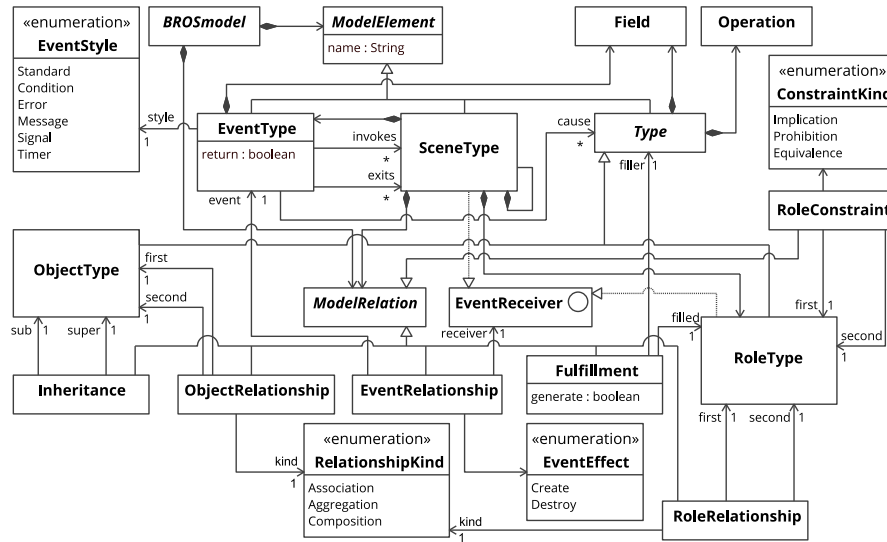 «enumeration»
EventStyle
Standard
Condition
Error
Message
Signal
Timer
BROSmodel
ModelElement
name : String
Field
Operation
«enumeration»
ConstraintKind
Implication
Prohibition
Equivalence
style
1
EventType
return : boolean
invokes
*
exits
*
SceneType
cause
*
Type
filler
1
event
1
RoleConstraint
ObjectType
first
1
second
1
sub
1
super
1
ModelRelation
EventReceiver
receiver
1
filled
1
first
1
second
1
RoleType
Inheritance
ObjectRelationship
EventRelationship
Fulfillment
generate : boolean
first
1
second
1
kind
1
«enumeration»
RelationshipKind
Association
Aggregation
Composition
«enumeration»
EventEffect
Create
Destroy
kind
1
RoleRelationship